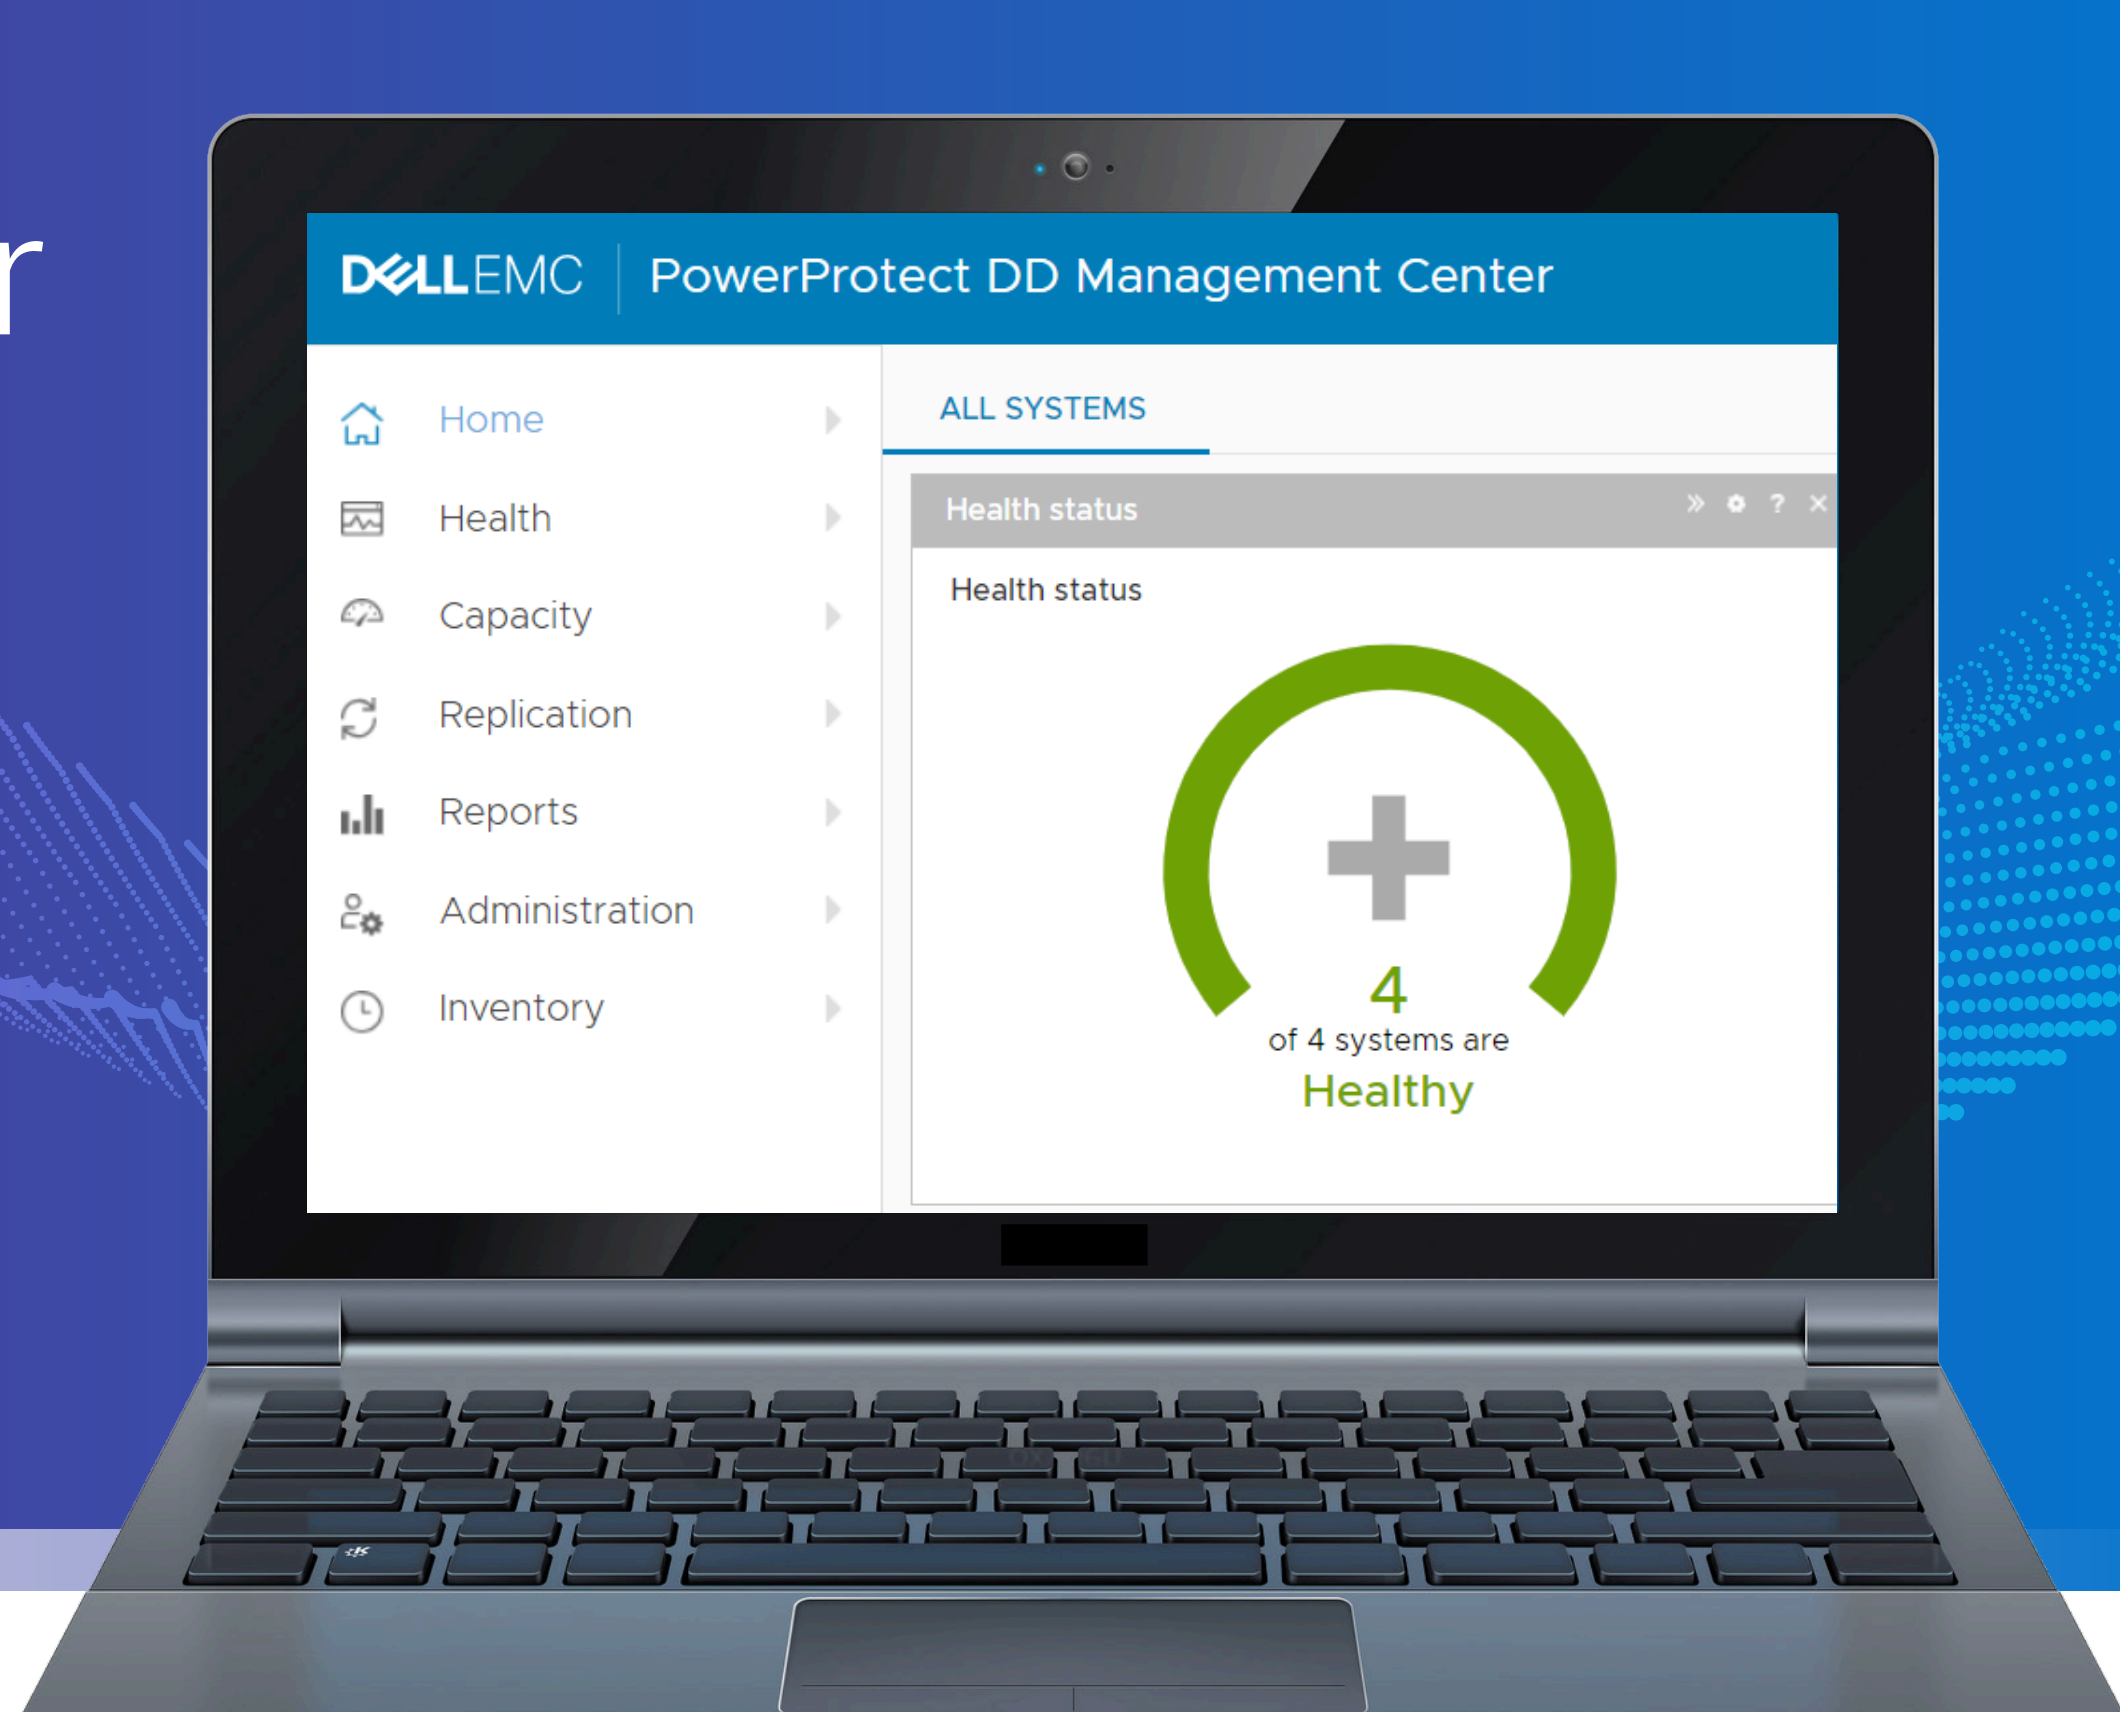 r
DELLEMC | PowerProtect DD Management Center
Home
Health
Capacity
Replication
Reports
Administration
Inventory
ALL SYSTEMS
Health status
Health status
4
of 4 systems are
Healthy